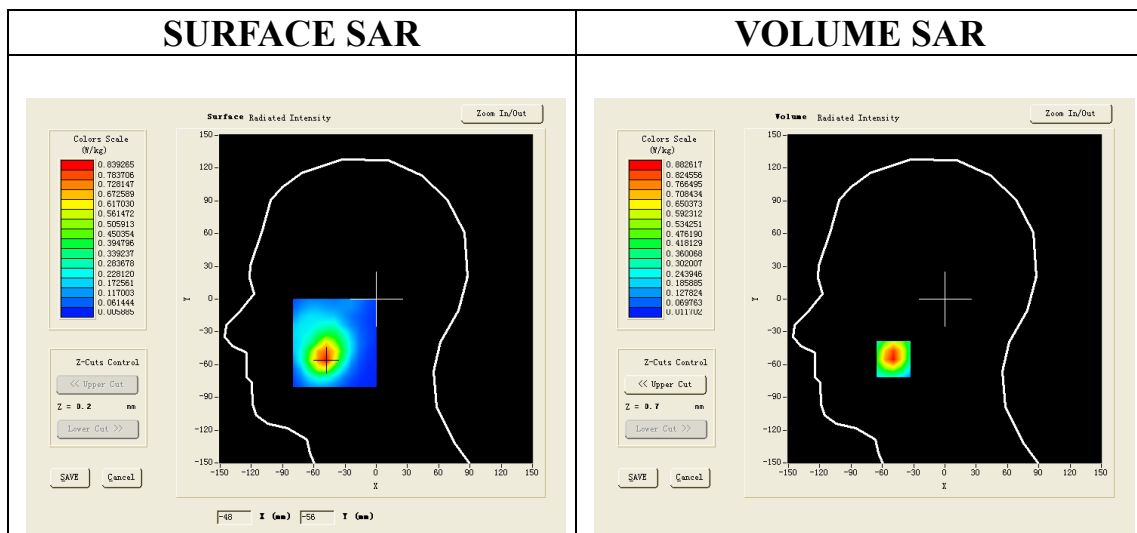 SURFACE SAR
VOLUME SAR
Surface Radiated Intensity
Zoom In/Out
Colors Scale
(W/kg)
0.839265
0.783706
0.728147
0.672589
0.617030
0.561472
0.505913
0.450354
0.394796
0.339237
0.283678
0.228120
0.172561
0.117003
0.061444
0.005885
150
120
90
60
30
0
-30
-60
-90
-120
-150
Y
-150 -120 -90 -60 -30 0 30 60 90 120 150
X
Z-Cuts Control
<< Upper Cut
Z = 0.2 mm
Lower Cut >>
SAVE Cancel
-48 X (mm) -56 Y (mm)
Volume Radiated Intensity
Zoom In/Out
Colors Scale
(W/kg)
0.882617
0.824556
0.766495
0.708434
0.650373
0.592312
0.534251
0.476190
0.418129
0.360068
0.302007
0.243946
0.185885
0.127824
0.069763
0.011702
150
120
90
60
30
0
-30
-60
-90
-120
-150
Y
-150 -120 -90 -60 -30 0 30 60 90 120 150
X
Z-Cuts Control
<< Upper Cut
Z = 0.7 mm
Lower Cut >>
SAVE Cancel